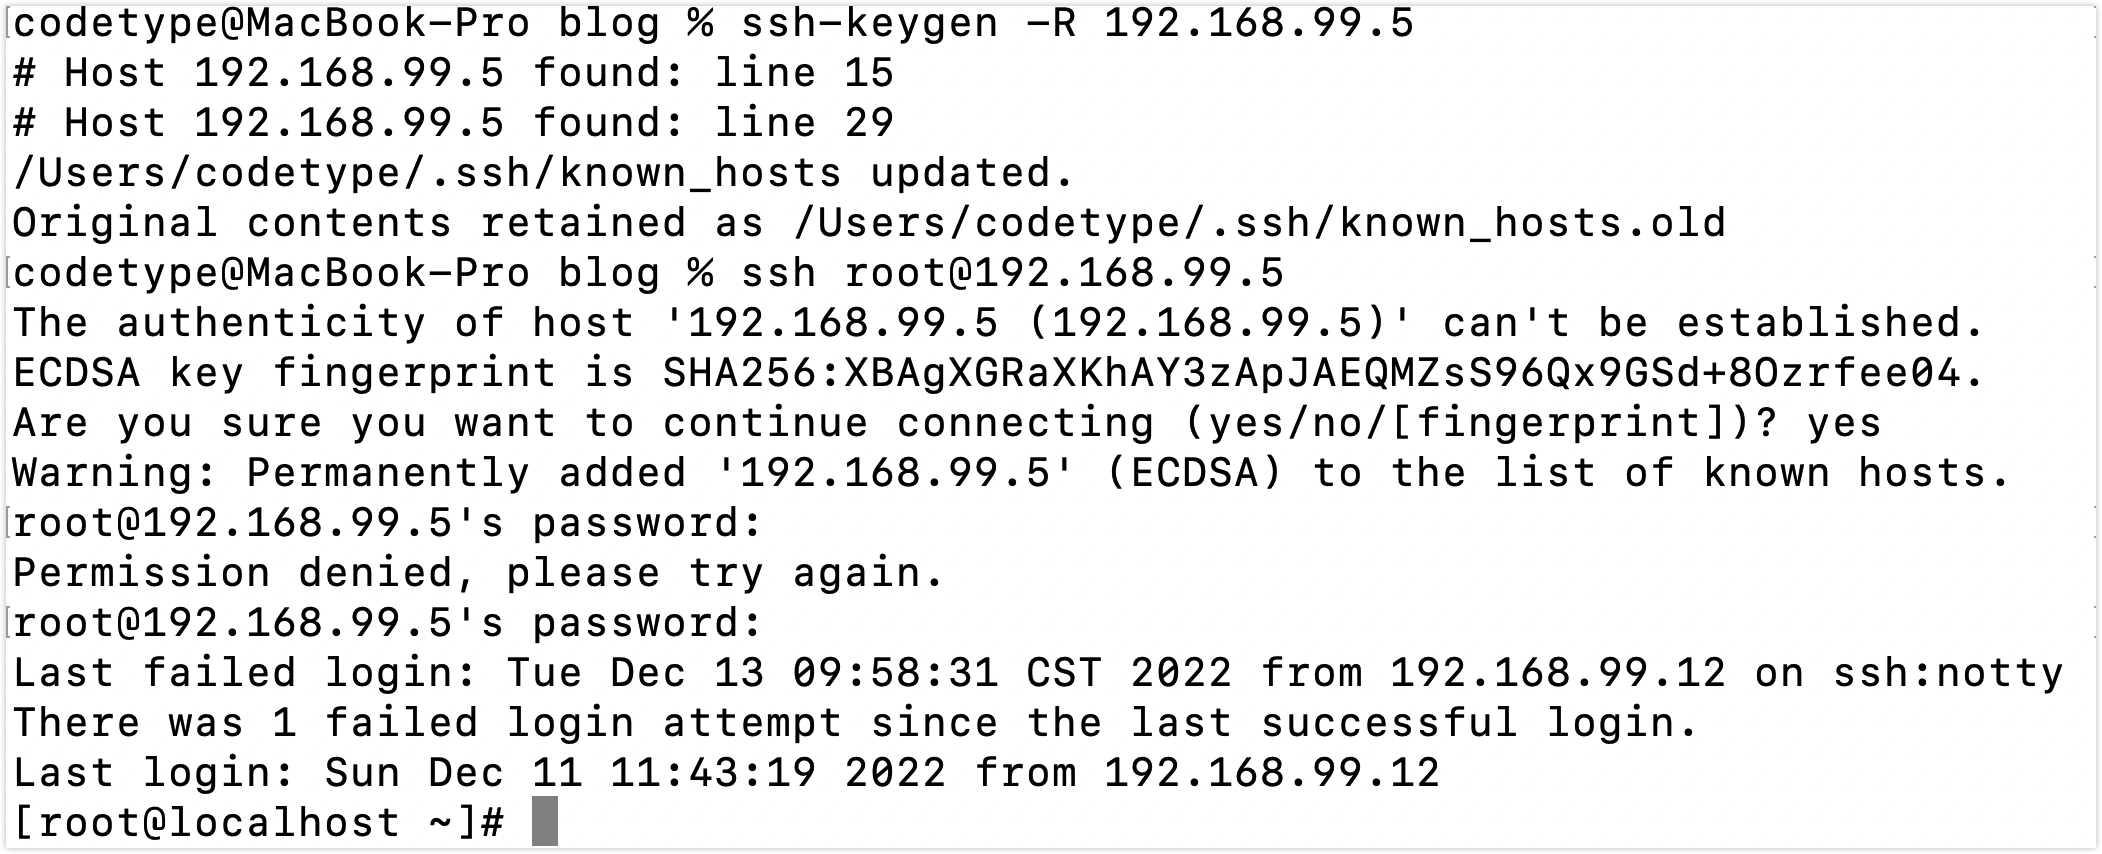 codetype@MacBook-Pro blog % ssh-keygen -R 192.168.99.5
# Host 192.168.99.5 found: line 15
# Host 192.168.99.5 found: line 29
/Users/codetype/.ssh/known_hosts updated.
Original contents retained as /Users/codetype/.ssh/known_hosts.old
codetype@MacBook-Pro blog % ssh root@192.168.99.5
The authenticity of host '192.168.99.5 (192.168.99.5)' can't be established.
ECDSA key fingerprint is SHA256:XBAgXGRaXKhAY3zApJAEQMZsS96Qx9GSd+8Ozrfee04.
Are you sure you want to continue connecting (yes/no/[fingerprint])? yes
Warning: Permanently added '192.168.99.5' (ECDSA) to the list of known hosts.
root@192.168.99.5's password:
Permission denied, please try again.
root@192.168.99.5's password:
Last failed login: Tue Dec 13 09:58:31 CST 2022 from 192.168.99.12 on ssh:notty
There was 1 failed login attempt since the last successful login.
Last login: Sun Dec 11 11:43:19 2022 from 192.168.99.12
[root@localhost ~]#